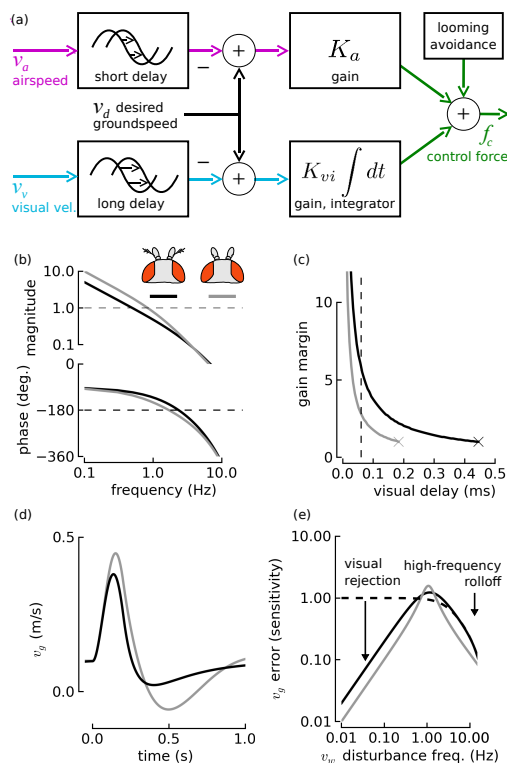 (a)
looming
avoidance
v_a
airspeed
short delay
−
+
K_a
gain
v_d desired
groundspeed
+
f_c
control force
v_v
visual vel.
long delay
−
+
K_{vi} ∫ dt
gain, integrator
(b)
magnitude
10.0
1.0
0.1
phase (deg.)
0
−180
−360
0.1 1.0 10.0
frequency (Hz)
(c)
gain margin
10
5
0
0.0 0.1 0.2 0.3 0.4 0.5
visual delay (ms)
(d)
v_g (m/s)
0.5
0.0
0.0 0.5 1.0
time (s)
(e)
v_g error (sensitivity)
10.00
1.00
0.10
0.01
visual
rejection
high-frequency
rolloff
0.01 0.10 1.00 10.00
v_w disturbance freq. (Hz)